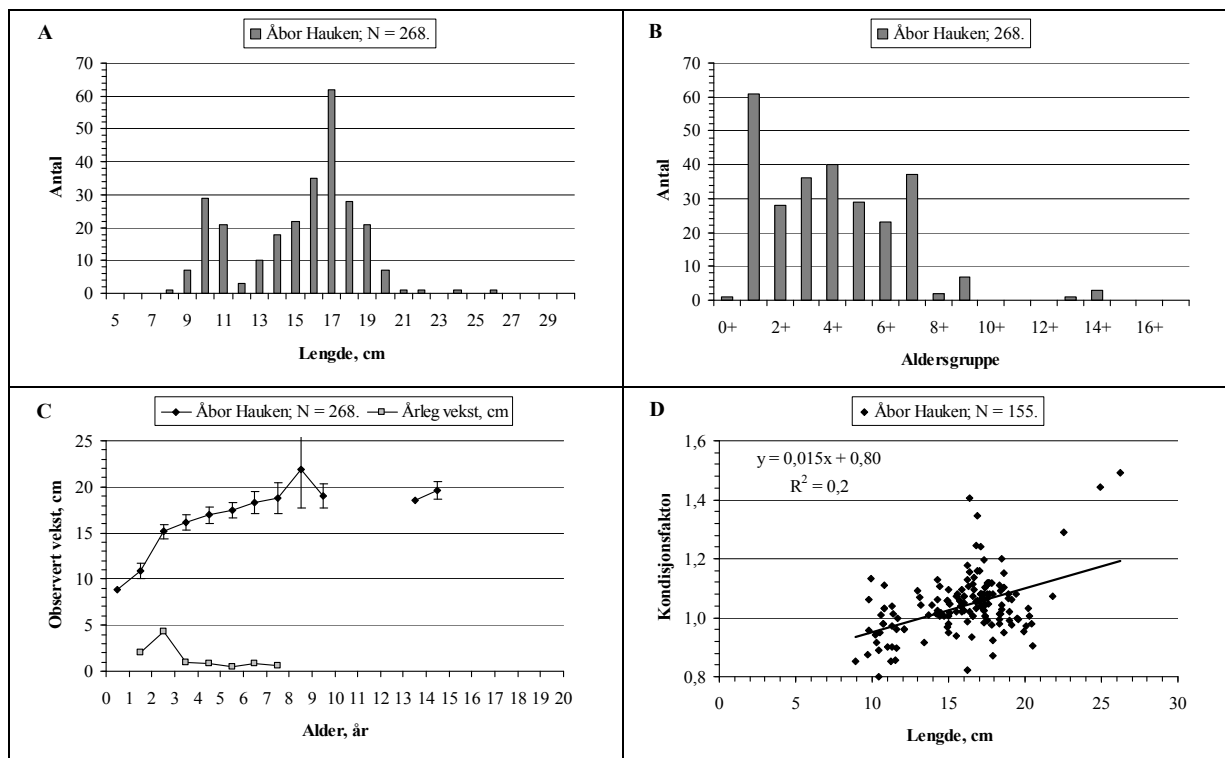 A
Åbor Hauken; N = 268.
Antal
70
60
50
40
30
20
10
0
5 7 9 11 13 15 17 19 21 23 25 27 29
Lengde, cm
B
Åbor Hauken; 268.
Antal
70
60
50
40
30
20
10
0
0+ 2+ 4+ 6+ 8+ 10+ 12+ 14+ 16+
Aldersgruppe
C
Åbor Hauken; N = 268. Årleg vekst, cm
Observert vekst, cm
25
20
15
10
5
0
0 1 2 3 4 5 6 7 8 9 10 11 12 13 14 15 16 17 18 19 20
Alder, år
D
Åbor Hauken; N = 155.
Kondisjonsfaktor
y = 0,015x + 0,80
R² = 0,2
1,6
1,4
1,2
1,0
0,8
0 5 10 15 20 25 30
Lengde, cm